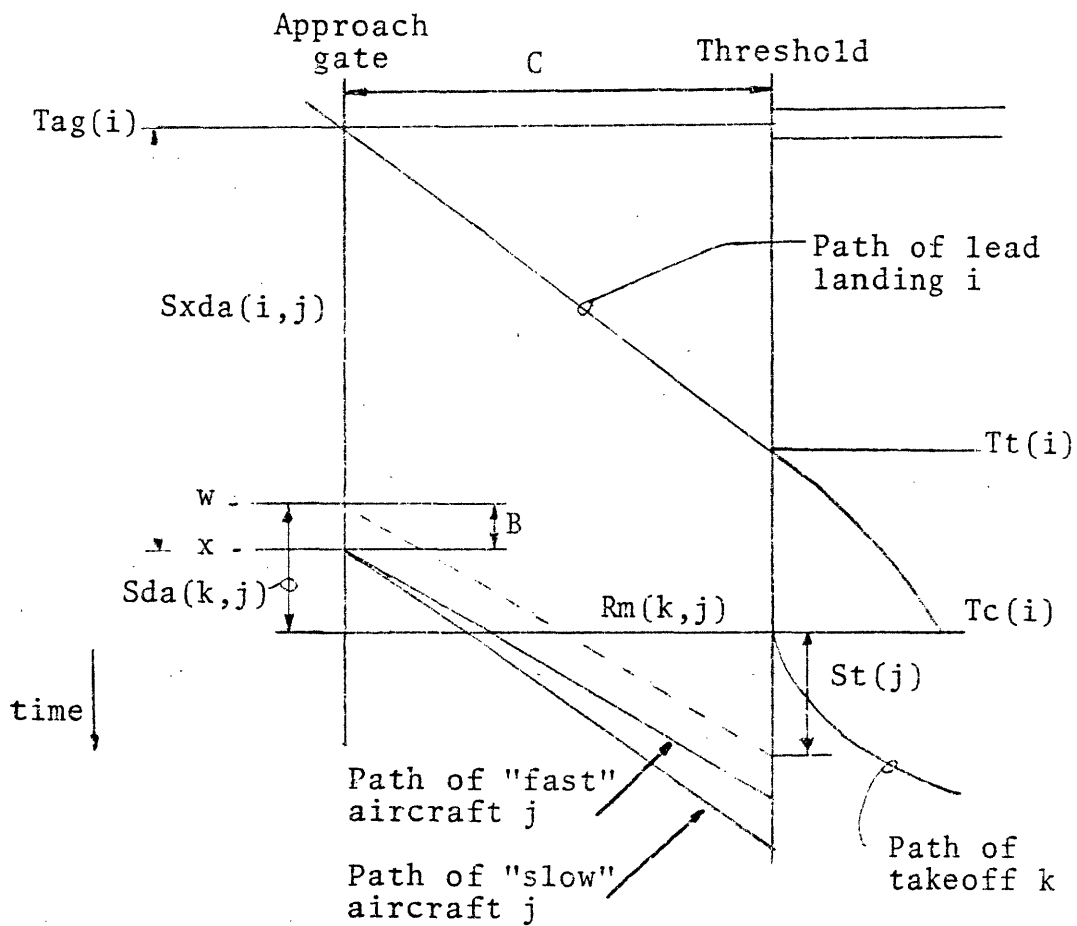 Approach
gate
C
Threshold
Tag(i)
Path of lead
landing i
Sxda(i,j)
Tt(i)
w
B
x
Sda(k,j)
Rm(k,j)
Tc(i)
St(j)
time
Path of "fast"
aircraft j
Path of
takeoff k
Path of "slow"
aircraft j